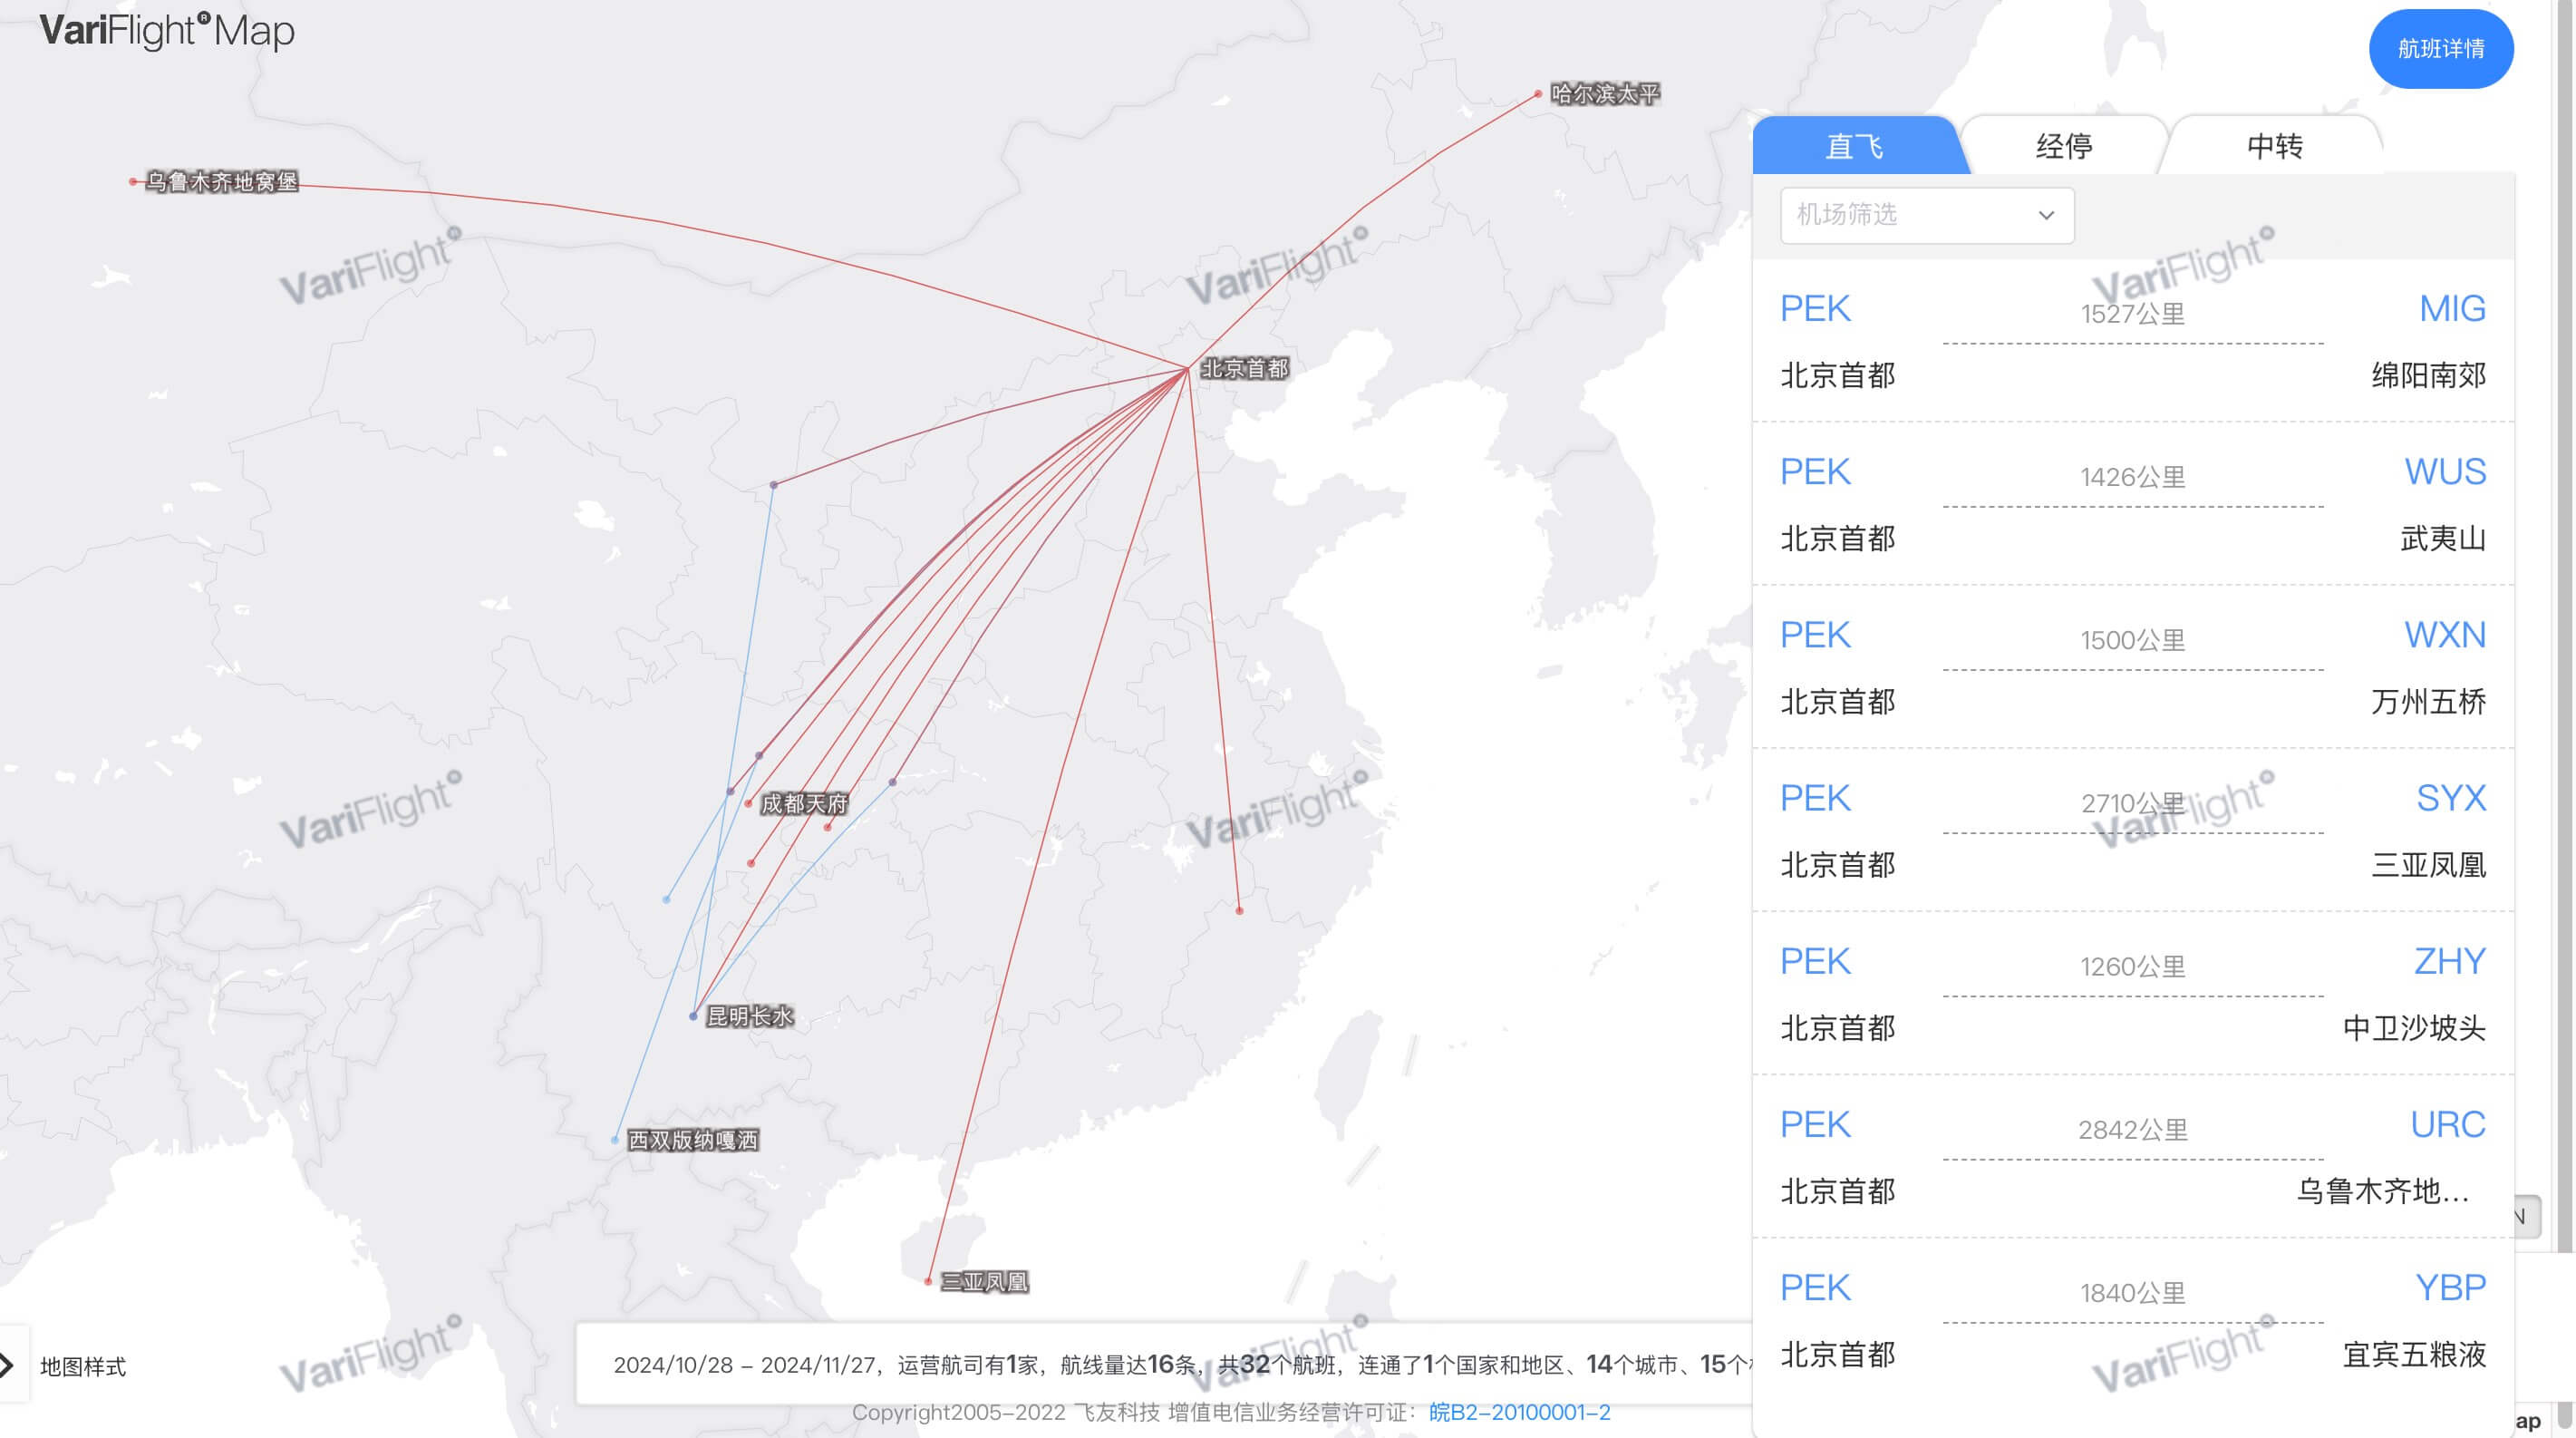 VariFlight® Map
航班详情
哈尔滨太平
乌鲁木齐地窝堡
北京首都
成都天府
昆明长水
西双版纳嘎洒
三亚凤凰
VariFlight
VariFlight
VariFlight
VariFlight
VariFlight
VariFlight
VariFlight
VariFlight
VariFlight
直飞
经停
中转
机场筛选
PEK 1527公里 MIG
北京首都 绵阳南郊
PEK 1426公里 WUS
北京首都 武夷山
PEK 1500公里 WXN
北京首都 万州五桥
PEK 2710公里 SYX
北京首都 三亚凤凰
PEK 1260公里 ZHY
北京首都 中卫沙坡头
PEK 2842公里 URC
北京首都 乌鲁木齐地...
PEK 1840公里 YBP
北京首都 宜宾五粮液
N
地图样式
2024/10/28 – 2024/11/27，运营航司有1家，航线量达16条，共32个航班，连通了1个国家和地区、14个城市、15个
Copyright2005–2022 飞友科技 增值电信业务经营许可证：皖B2–20100001–2
ap